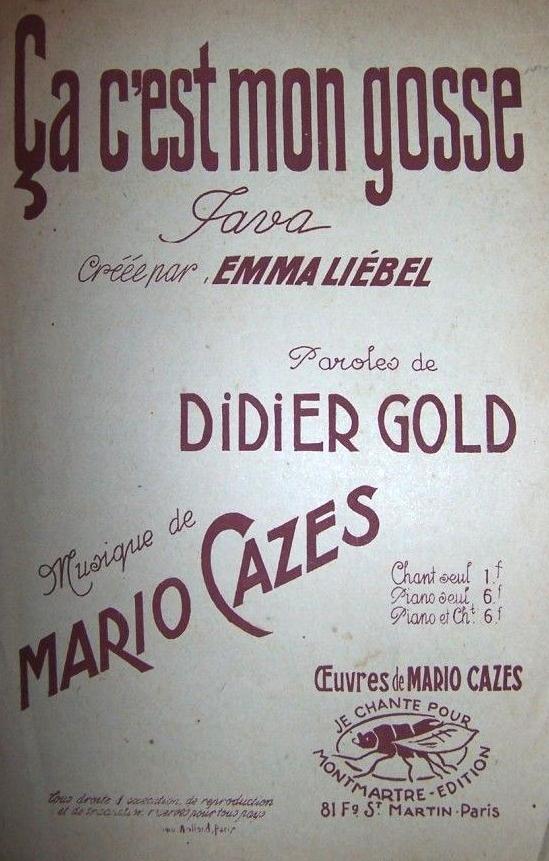 Ça c'est mon gosse
Java
Créée par EMMA LIÉBEL
Paroles de
DiDiER GOLD
Musique de
MARIO CAZES
Chant seul 1.f
Piano seul 6.f
Piano et Cht. 6.f
Œuvres de MARIO CAZES
JE CHANTE POUR
MONTMARTRE - EDITION
81 Fg St MARTIN - Paris
Tous droits d'exécution, de reproduction
et de traduction réservés pour tous pays
Paris